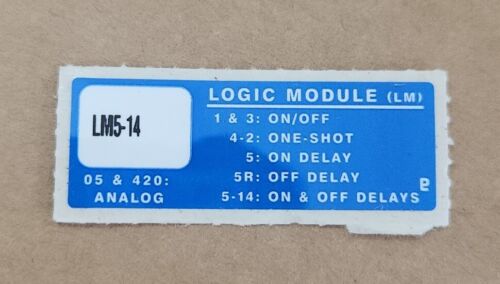 LOGIC MODULE (LM)
LM5-14
1 & 3: ON/OFF
4-2: ONE-SHOT
5: ON DELAY
05 & 420: 5R: OFF DELAY
ANALOG 5-14: ON & OFF DELAYS